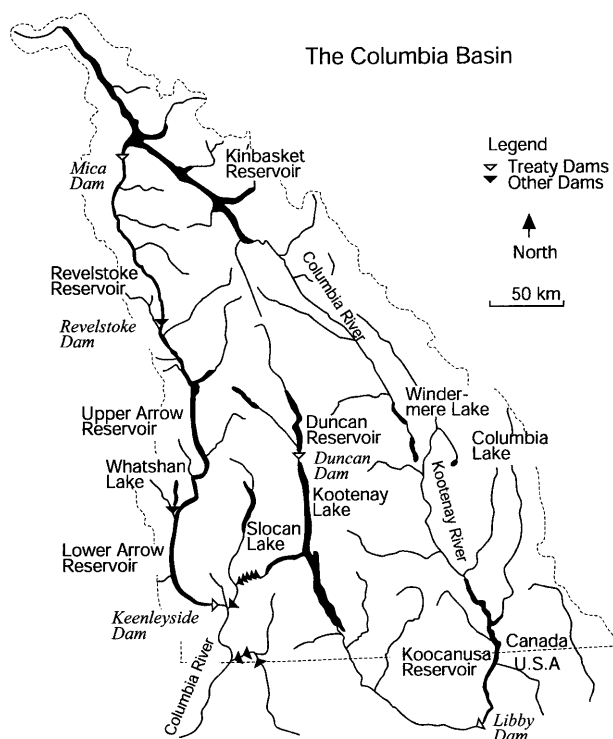 The Columbia Basin
Legend
Treaty Dams
Other Dams
North
50 km
Mica
Dam
Kinbasket
Reservoir
Columbia River
Revelstoke
Reservoir
Revelstoke
Dam
Upper Arrow
Reservoir
Whatshan
Lake
Lower Arrow
Reservoir
Keenleyside
Dam
Columbia River
Slocan
Lake
Duncan
Reservoir
Duncan
Dam
Kootenay
Lake
Winder-
mere Lake
Columbia
Lake
Kootenay River
Koocanusa
Reservoir
Canada
U.S.A
Libby
Dam